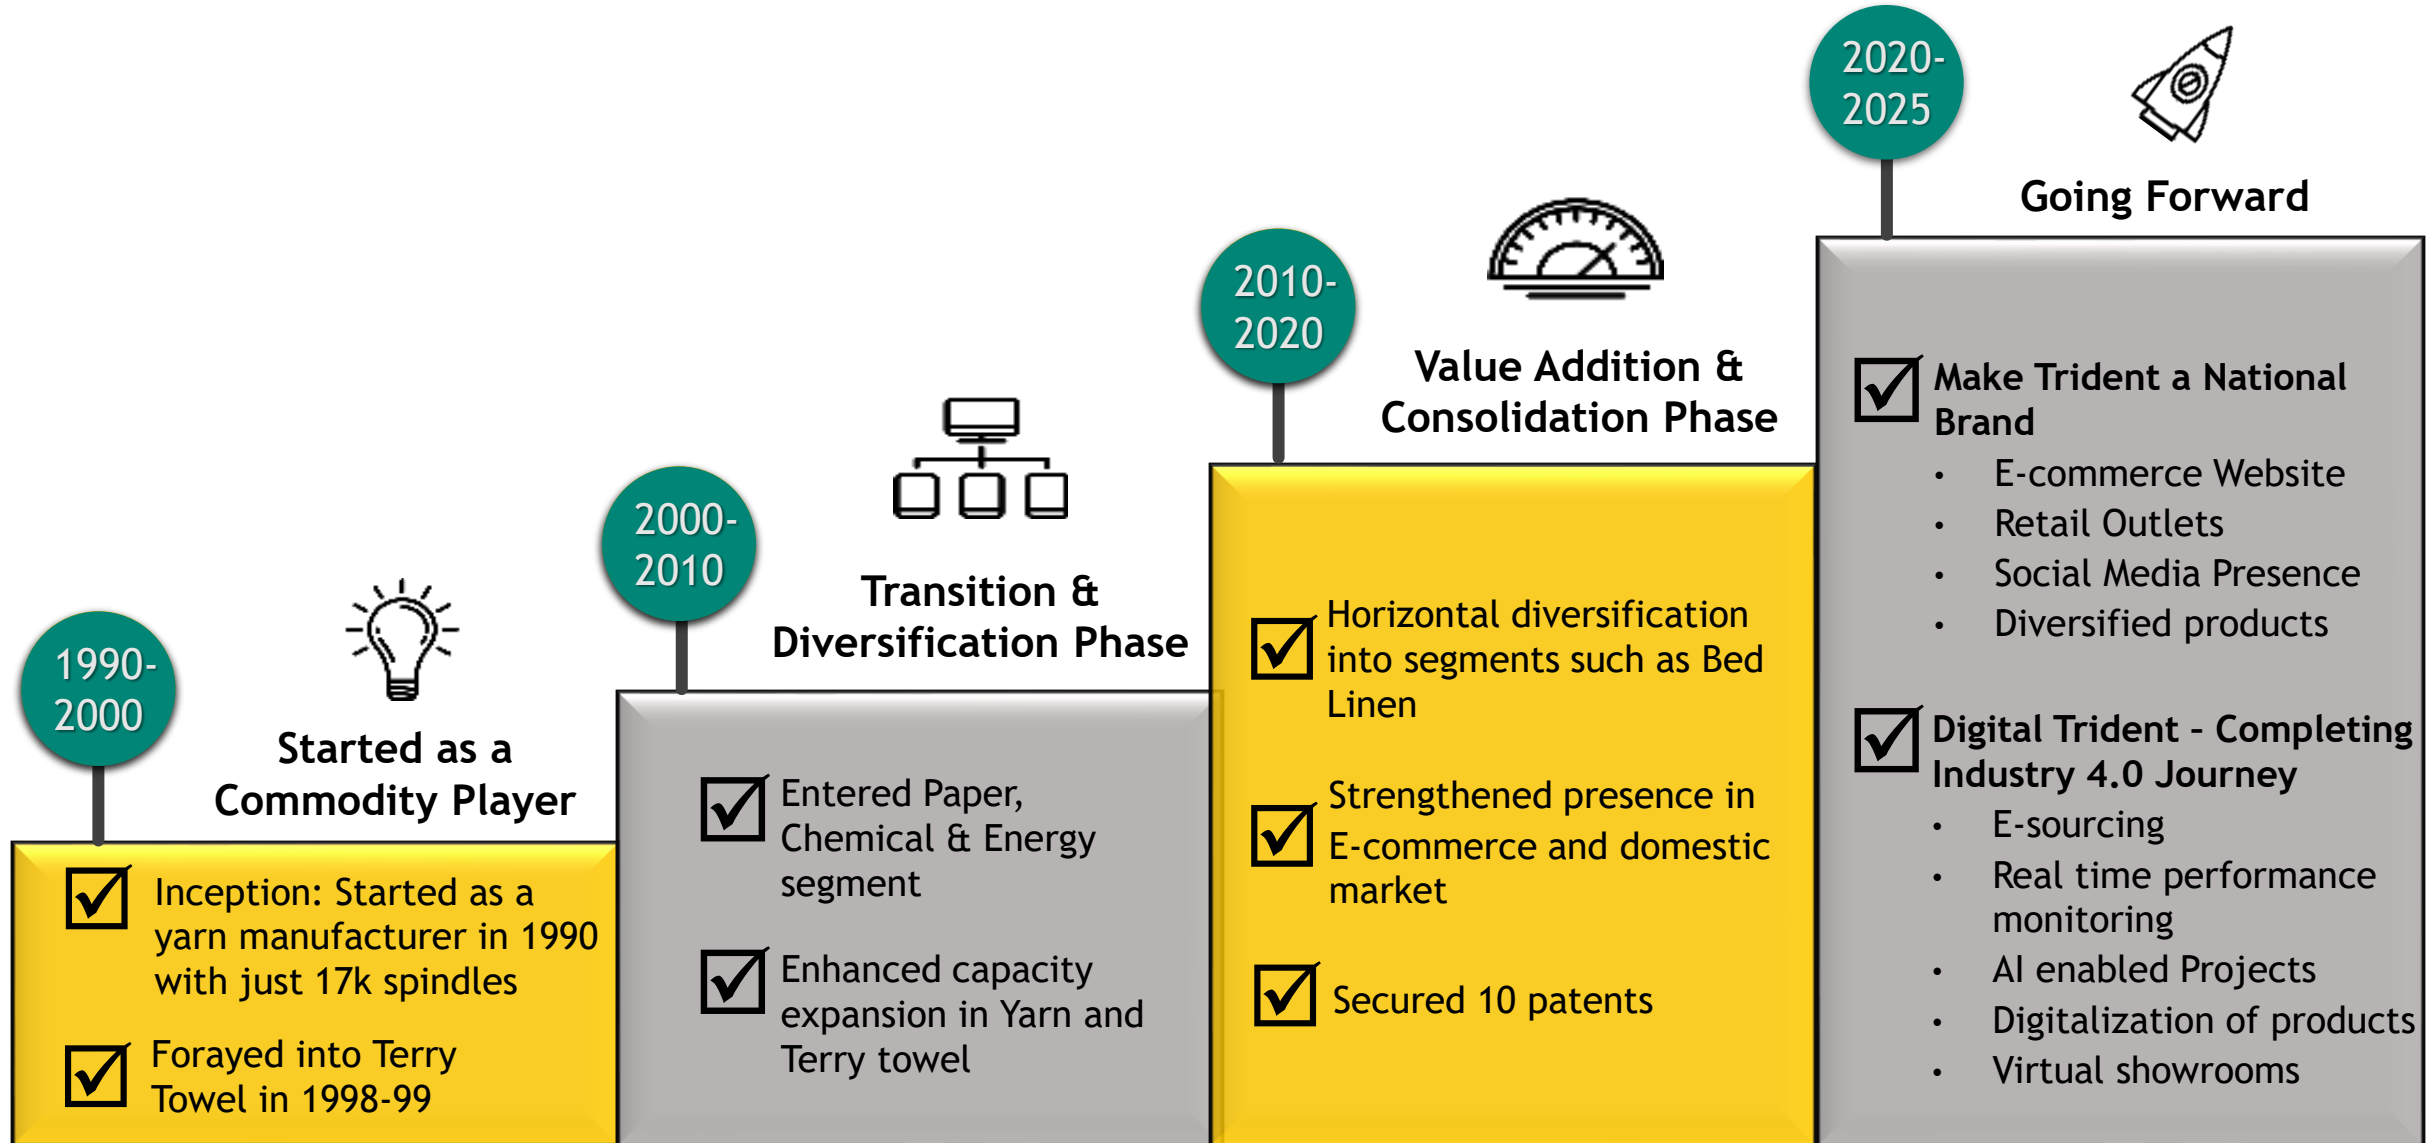 1990-
2000
Started as a
Commodity Player
Inception: Started as a
yarn manufacturer in 1990
with just 17k spindles
Forayed into Terry
Towel in 1998-99
2000-
2010
Transition &
Diversification Phase
Entered Paper,
Chemical & Energy
segment
Enhanced capacity
expansion in Yarn and
Terry towel
2010-
2020
Value Addition &
Consolidation Phase
Horizontal diversification
into segments such as Bed
Linen
Strengthened presence in
E-commerce and domestic
market
Secured 10 patents
2020-
2025
Going Forward
Make Trident a National
Brand
• E-commerce Website
• Retail Outlets
• Social Media Presence
• Diversified products
Digital Trident – Completing
Industry 4.0 Journey
• E-sourcing
• Real time performance
monitoring
• AI enabled Projects
• Digitalization of products
• Virtual showrooms